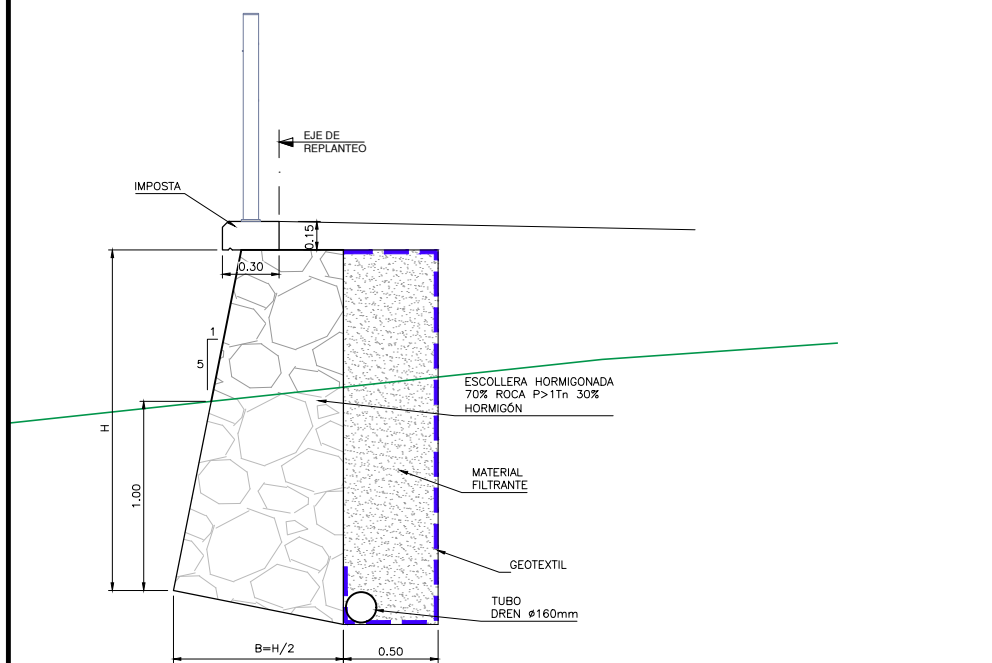 EJE DE
REPLANTEO
IMPOSTA
0.15
0.30
1
5
ESCOLLERA HORMIGONADA
70% ROCA P>1Tn 30%
HORMIGÓN
H
MATERIAL
FILTRANTE
1.00
GEOTEXTIL
TUBO
DREN ø160mm
B=H/2
0.50